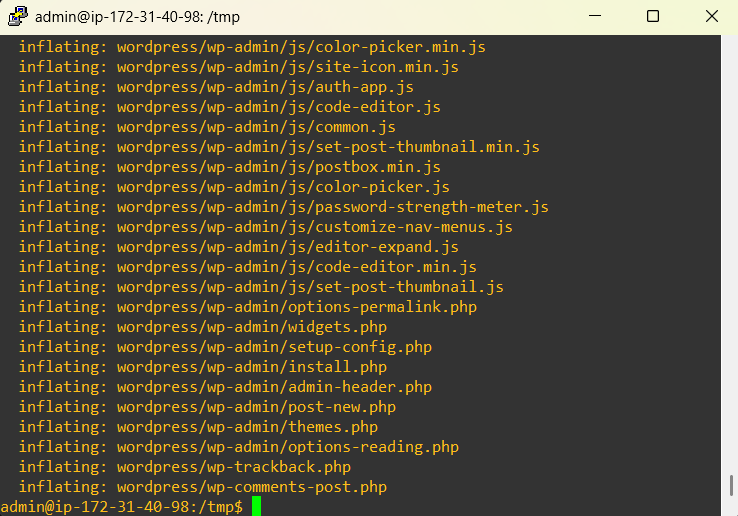 admin@ip-172-31-40-98: /tmp
inflating: wordpress/wp-admin/js/color-picker.min.js
inflating: wordpress/wp-admin/js/site-icon.min.js
inflating: wordpress/wp-admin/js/auth-app.js
inflating: wordpress/wp-admin/js/code-editor.js
inflating: wordpress/wp-admin/js/common.js
inflating: wordpress/wp-admin/js/set-post-thumbnail.min.js
inflating: wordpress/wp-admin/js/postbox.min.js
inflating: wordpress/wp-admin/js/color-picker.js
inflating: wordpress/wp-admin/js/password-strength-meter.js
inflating: wordpress/wp-admin/js/customize-nav-menus.js
inflating: wordpress/wp-admin/js/editor-expand.js
inflating: wordpress/wp-admin/js/code-editor.min.js
inflating: wordpress/wp-admin/js/set-post-thumbnail.js
inflating: wordpress/wp-admin/options-permalink.php
inflating: wordpress/wp-admin/widgets.php
inflating: wordpress/wp-admin/setup-config.php
inflating: wordpress/wp-admin/install.php
inflating: wordpress/wp-admin/admin-header.php
inflating: wordpress/wp-admin/post-new.php
inflating: wordpress/wp-admin/themes.php
inflating: wordpress/wp-admin/options-reading.php
inflating: wordpress/wp-trackback.php
inflating: wordpress/wp-comments-post.php
admin@ip-172-31-40-98:/tmp$